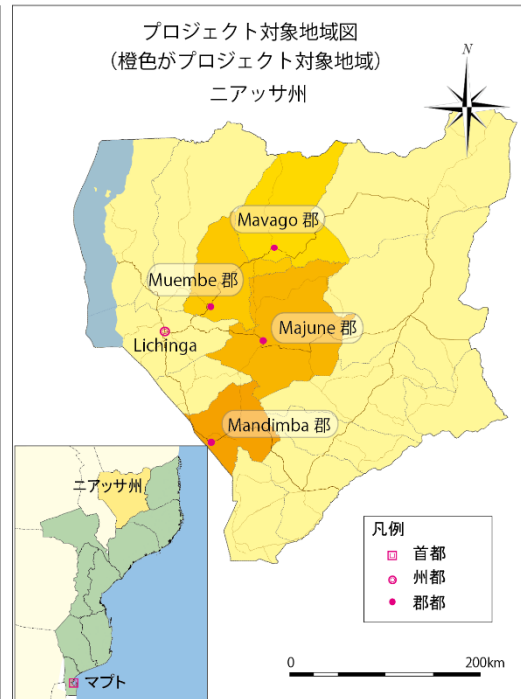 プロジェクト対象地域図
（橙色がプロジェクト対象地域）
ニアッサ州
N
Mavago 郡
Muembe 郡
Majune 郡
Lichinga
Mandimba 郡
ニアッサ州
マプト
凡例
首都
州都
郡都
0 200km